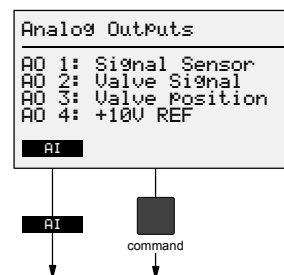 Analog Outputs
AO 1: Signal Sensor
AO 2: Valve Signal
AO 3: Valve Position
AO 4: +10V REF
AI
AI
command